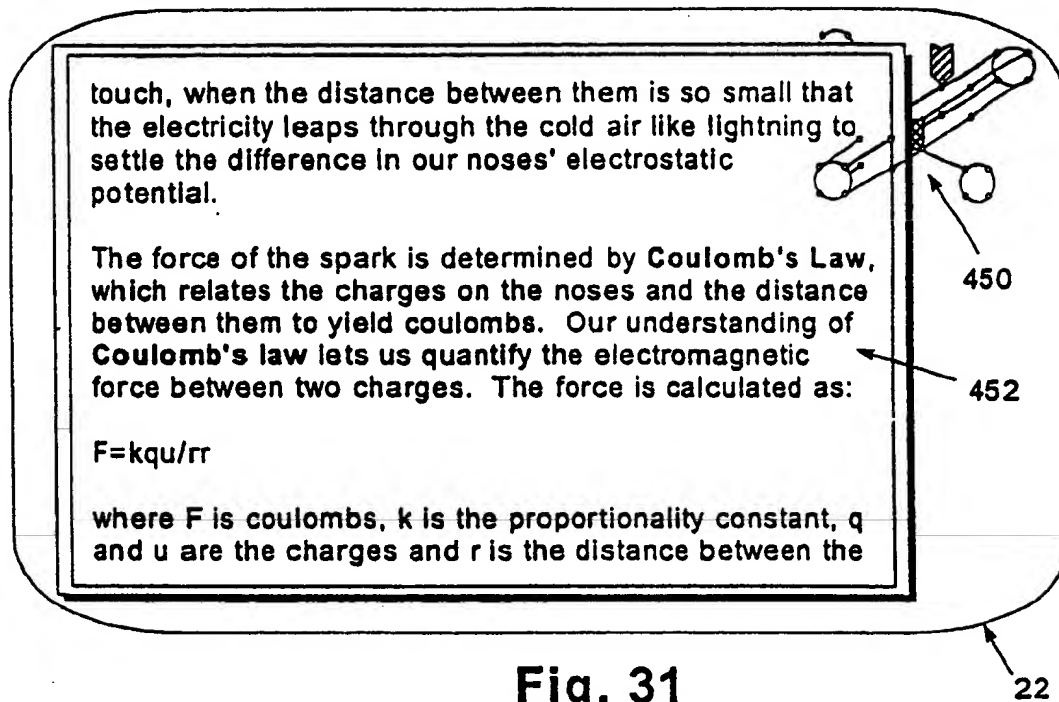 touch, when the distance between them is so small that
the electricity leaps through the cold air like lightning to
settle the difference in our noses' electrostatic
potential.
The force of the spark is determined by Coulomb's Law,
which relates the charges on the noses and the distance
between them to yield coulombs. Our understanding of
Coulomb's law lets us quantify the electromagnetic
force between two charges. The force is calculated as:
F=kqu/rr
where F is coulombs, k is the proportionality constant, q
and u are the charges and r is the distance between the
450
452
22
Fig. 31